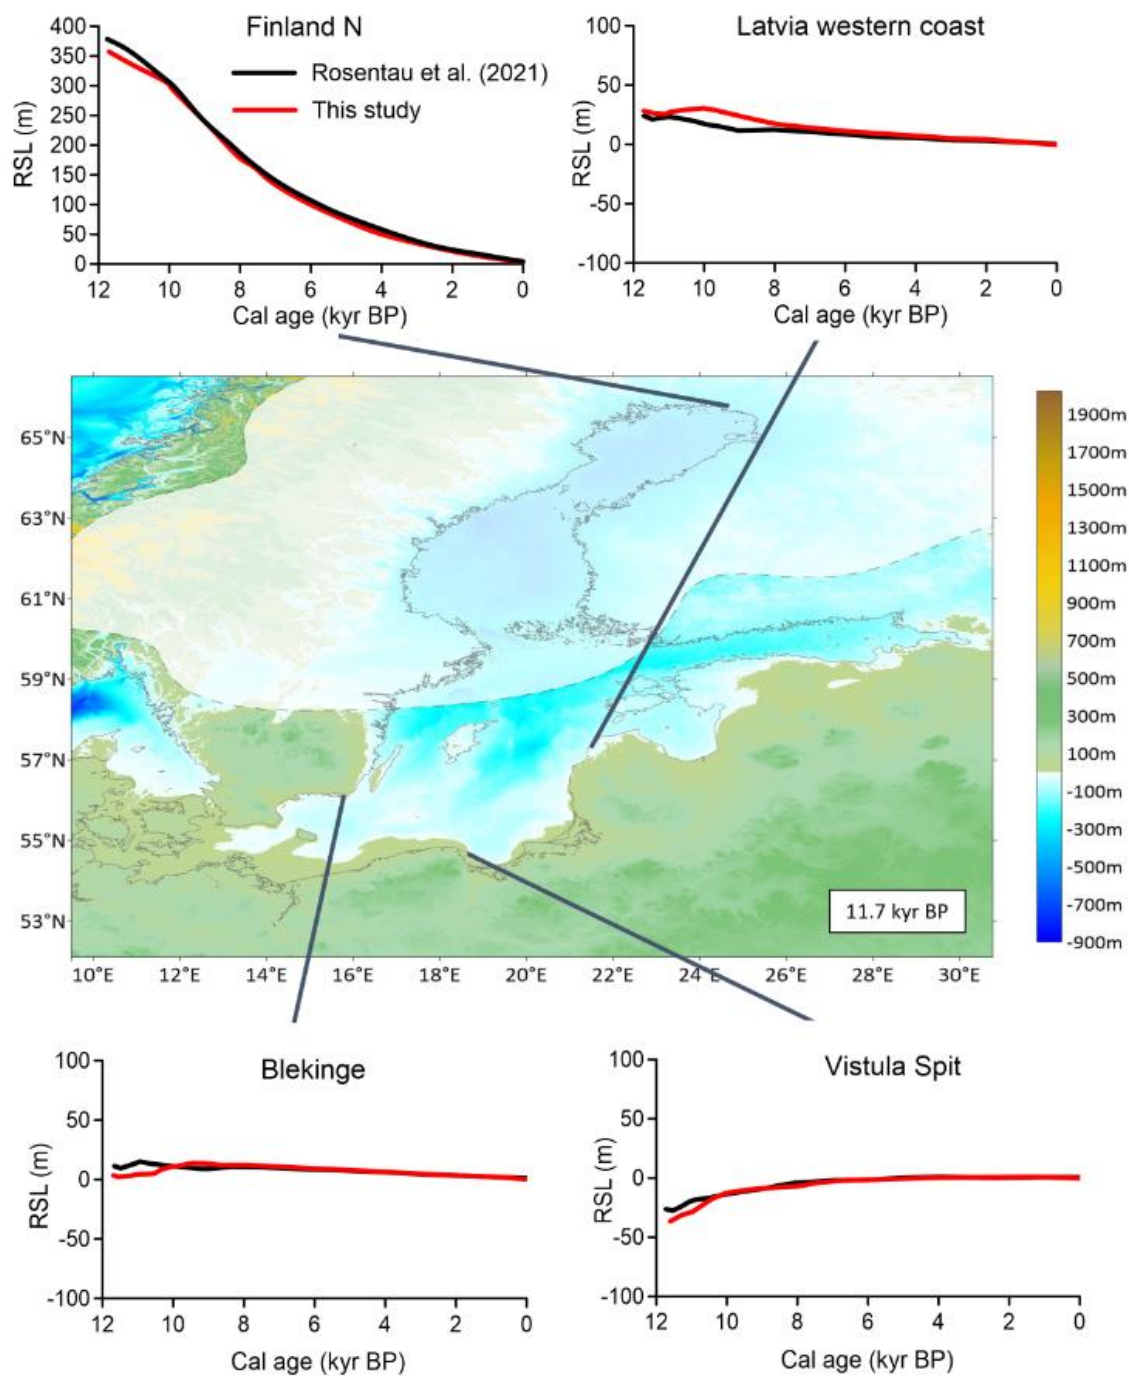 Finland N
400
350
300
250
200
150
100
50
0
RSL (m)
Rosentau et al. (2021)
This study
12 10 8 6 4 2 0
Cal age (kyr BP)
Latvia western coast
100
50
0
-50
-100
RSL (m)
12 10 8 6 4 2 0
Cal age (kyr BP)
65°N
63°N
61°N
59°N
57°N
55°N
53°N
10°E 12°E 14°E 16°E 18°E 20°E 22°E 24°E 26°E 28°E 30°E
11.7 kyr BP
1900m
1700m
1500m
1300m
1100m
900m
700m
500m
300m
100m
-100m
-300m
-500m
-700m
-900m
Blekinge
100
50
0
-50
-100
RSL (m)
12 10 8 6 4 2 0
Cal age (kyr BP)
Vistula Spit
100
50
0
-50
-100
RSL (m)
12 10 8 6 4 2 0
Cal age (kyr BP)